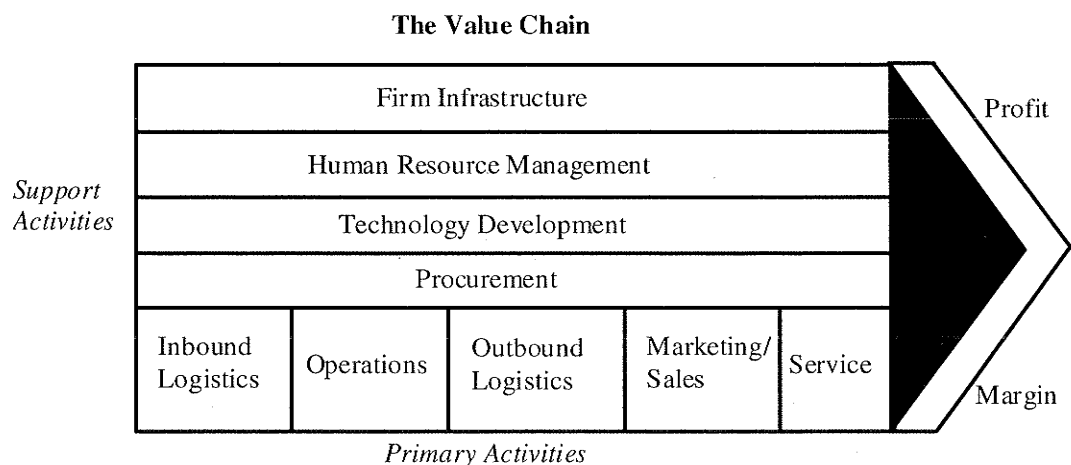 The Value Chain
Firm Infrastructure
Profit
Human Resource Management
Support
Activities
Technology Development
Procurement
Inbound
Logistics
Operations
Outbound
Logistics
Marketing/
Sales
Service
Margin
Primary Activities